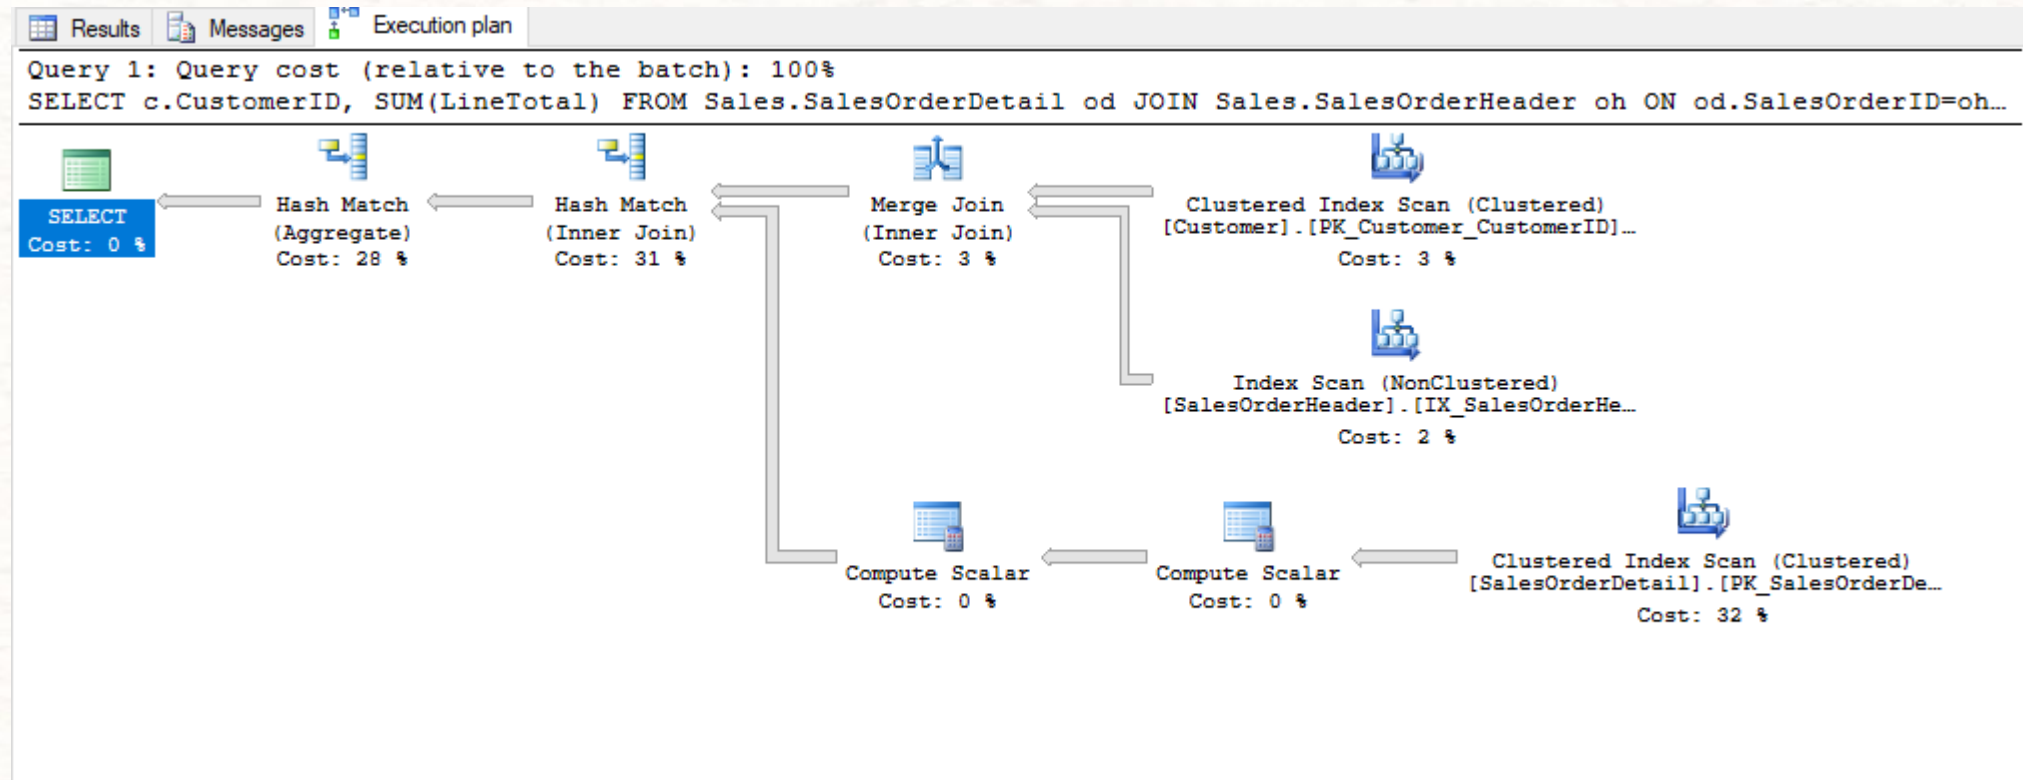 Results Messages Execution plan
Query 1: Query cost (relative to the batch): 100%
SELECT c.CustomerID, SUM(LineTotal) FROM Sales.SalesOrderDetail od JOIN Sales.SalesOrderHeader oh ON od.SalesOrderID=oh…
SELECT
Cost: 0 %
Hash Match
(Aggregate)
Cost: 28 %
Hash Match
(Inner Join)
Cost: 31 %
Merge Join
(Inner Join)
Cost: 3 %
Clustered Index Scan (Clustered)
[Customer].[PK_Customer_CustomerID]…
Cost: 3 %
Index Scan (NonClustered)
[SalesOrderHeader].[IX_SalesOrderHe…
Cost: 2 %
Compute Scalar
Cost: 0 %
Compute Scalar
Cost: 0 %
Clustered Index Scan (Clustered)
[SalesOrderDetail].[PK_SalesOrderDe…
Cost: 32 %